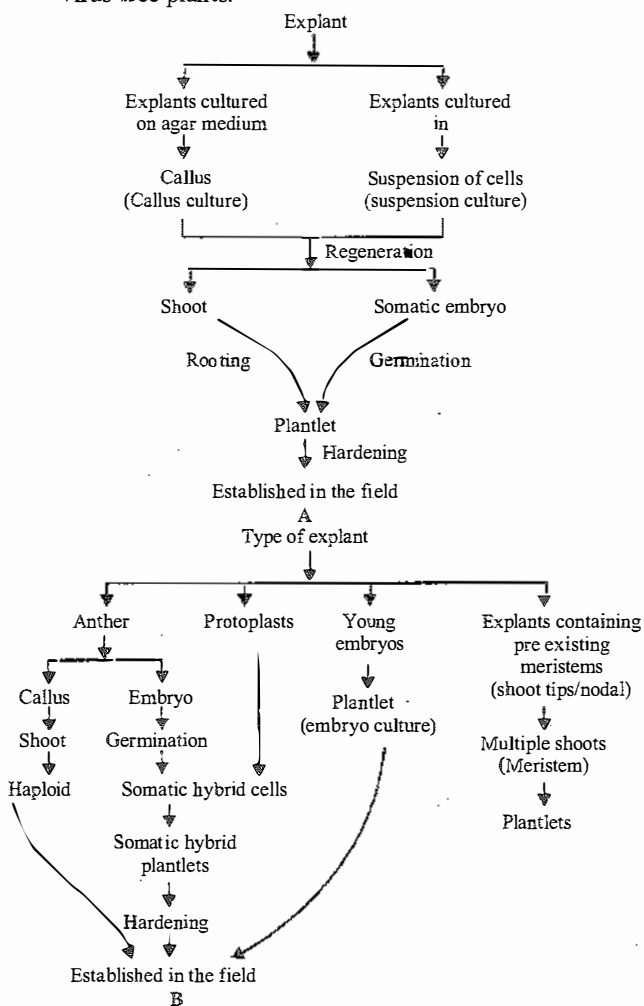 virus-free plants.
Explant
Explants cultured
on agar medium
Explants cultured
in
Callus
(Callus culture)
Suspension of cells
(suspension culture)
Regeneration
Shoot
Somatic embryo
Rooting
Germination
Plantlet
Hardening
Established in the field
A
Type of explant
Anther
Protoplasts
Young
embryos
Explants containing
pre existing
meristems
(shoot tips/nodal)
Callus
Embryo
Plantlet
(embryo culture)
Shoot
Germination
Multiple shoots
(Meristem)
Haploid
Somatic hybrid cells
Plantlets
Somatic hybrid
plantlets
Hardening
Established in the field
B